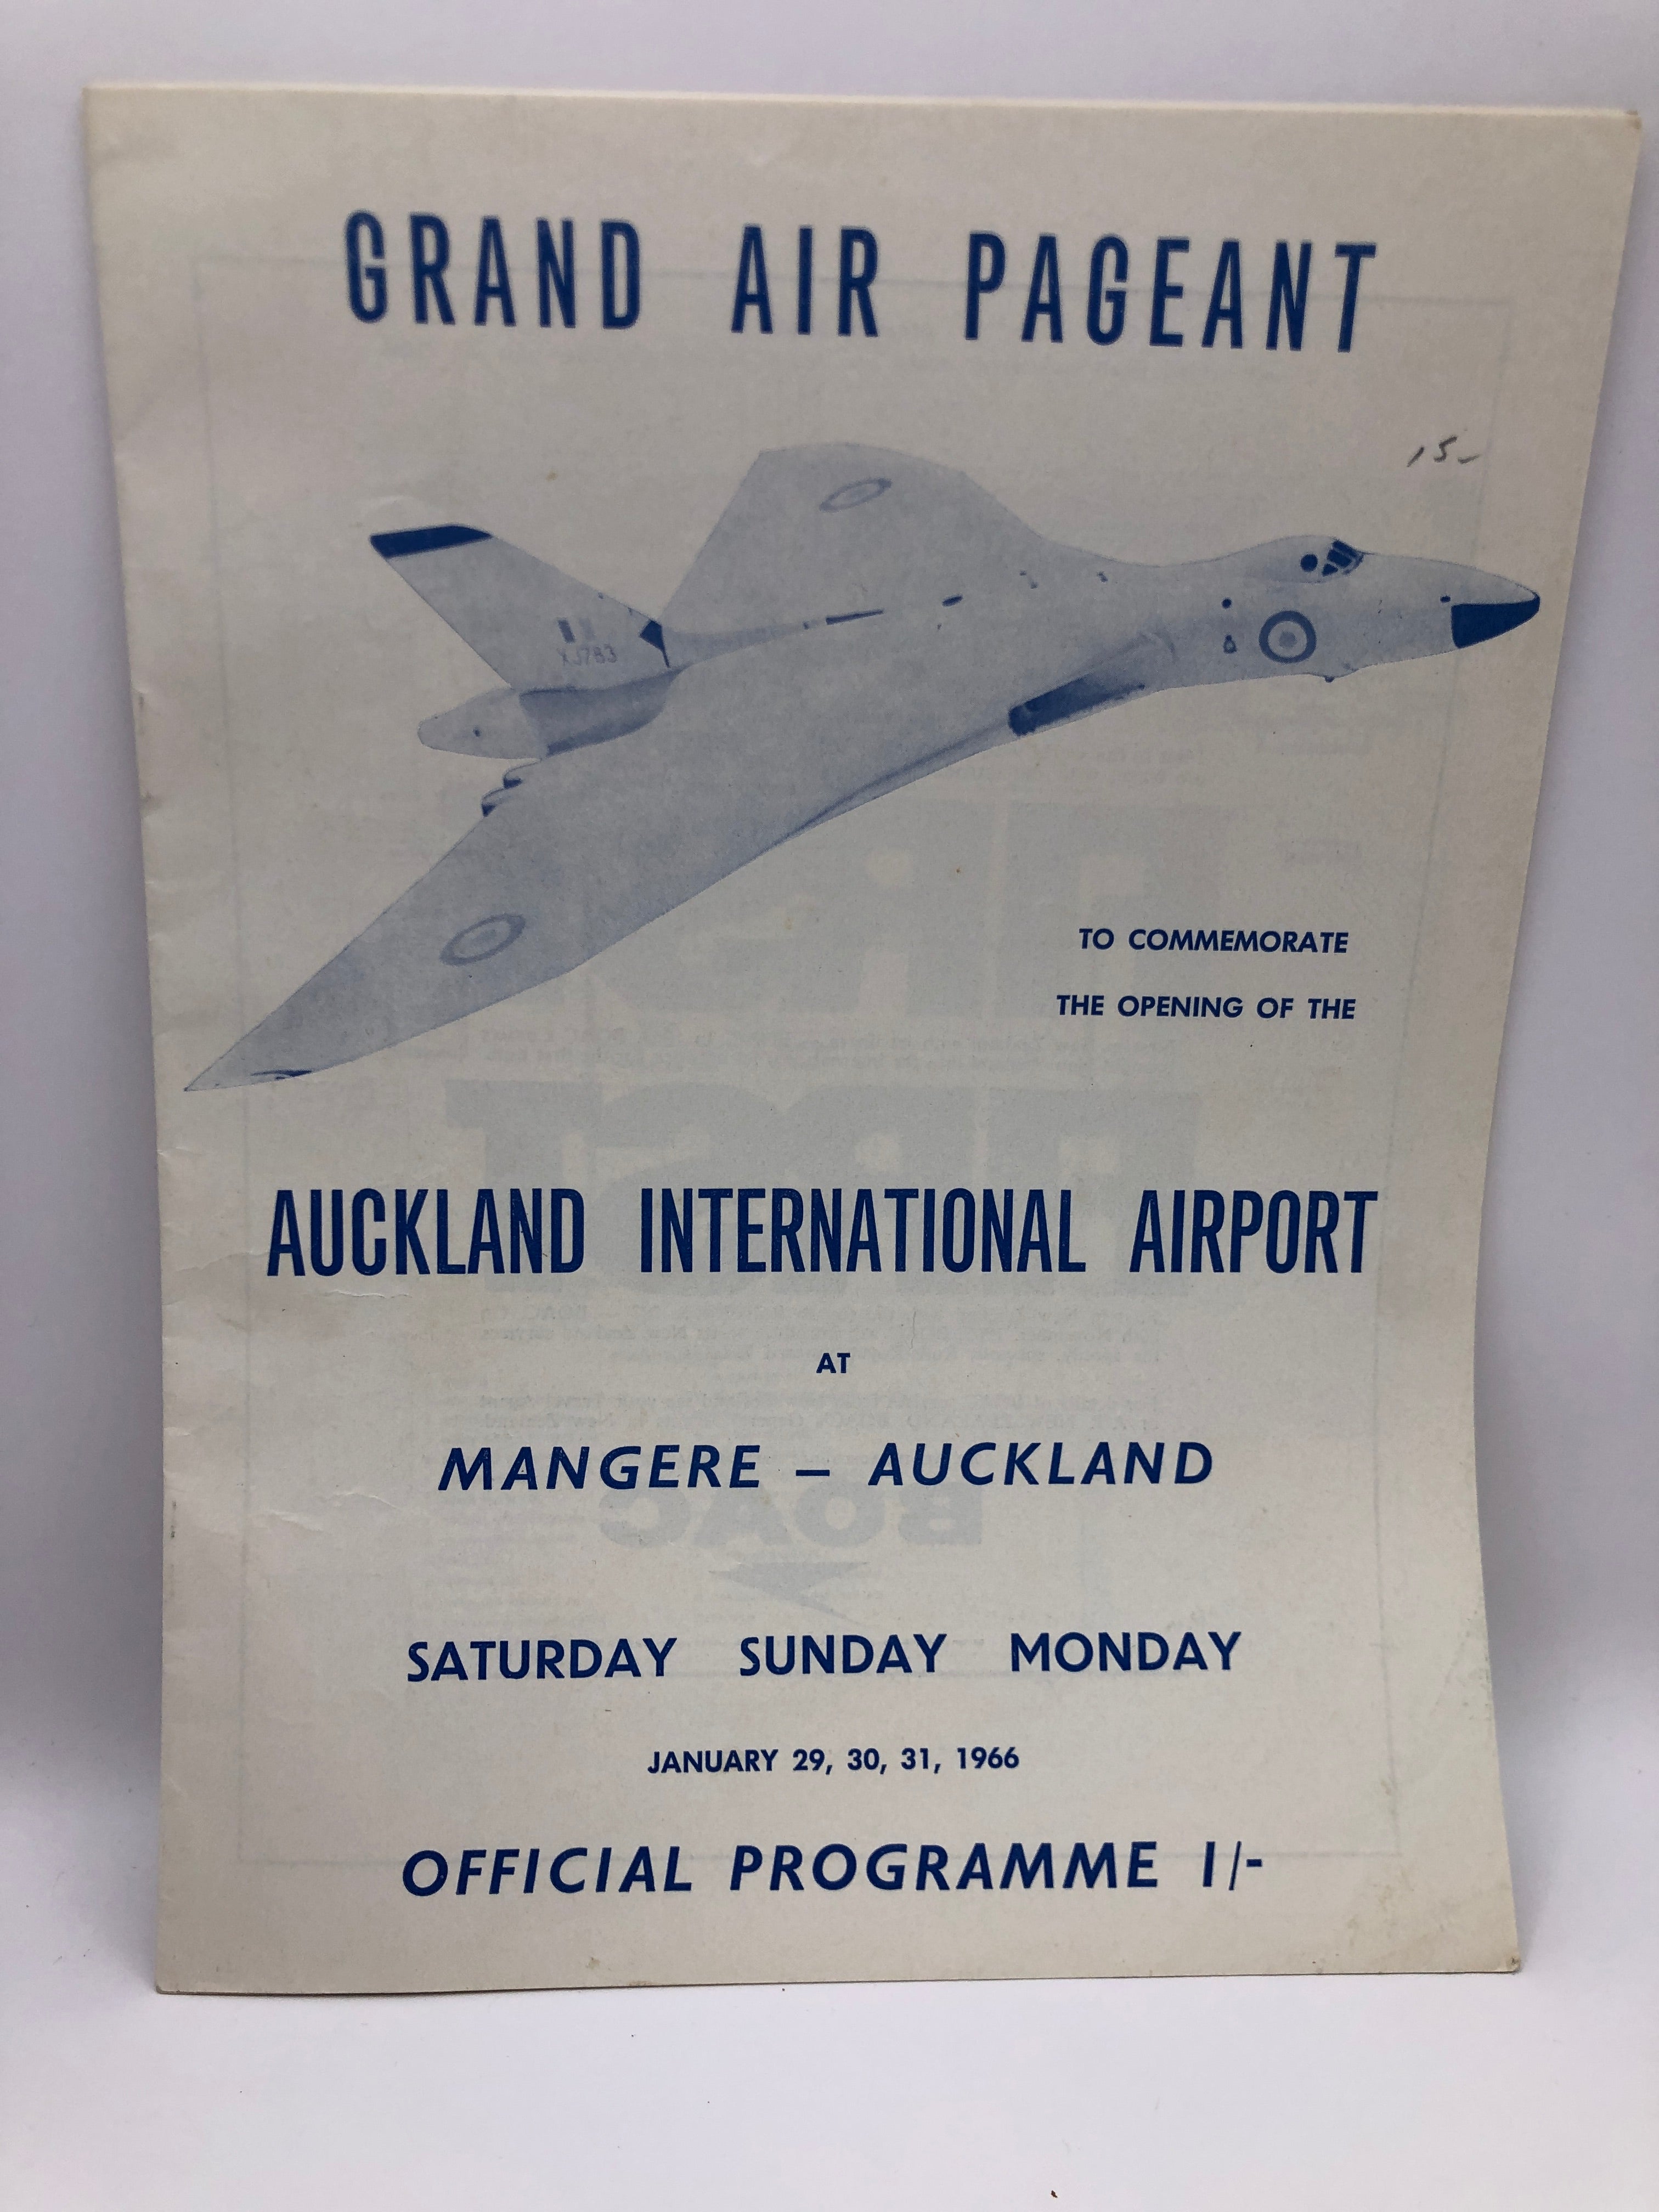 GRAND AIR PAGEANT
15-
XJ783
TO COMMEMORATE
THE OPENING OF THE
AUCKLAND INTERNATIONAL AIRPORT
AT
MANGERE – AUCKLAND
BOAC
SATURDAY SUNDAY MONDAY
JANUARY 29, 30, 31, 1966
OFFICIAL PROGRAMME 1/-